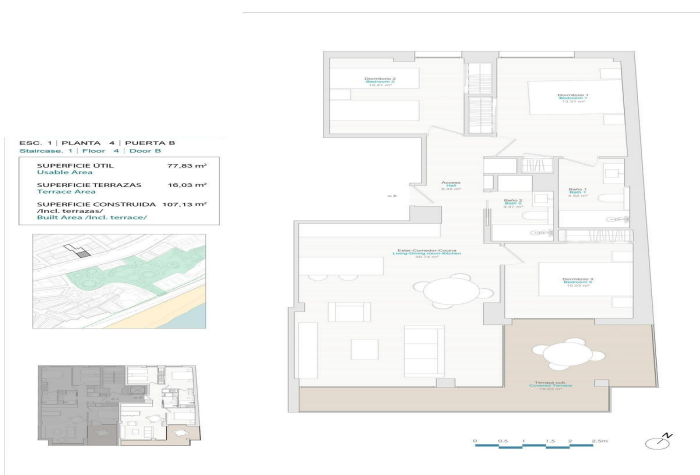 ESC. 1 | PLANTA 4 | PUERTA B
Staircase. 1 | Floor 4 | Door B
SUPERFICIE ÚTIL 77,83 m²
Usable Area
SUPERFICIE TERRAZAS 16,03 m²
Terrace Area
SUPERFICIE CONSTRUIDA 107,13 m²
/Incl. terrazas/
Built Area /Incl. terrace/
Dormitorio 2
Bedroom 2
Dormitorio 1
Bedroom 1
Acceso
Hall
Baño 1
Bath 1
Baño 2
Bath 2
Estar-Comedor-Cocina
Living-Dining room-Kitchen
Dormitorio 3
Terraza cub.
Covered Terrace
0 0,5 1 1,5 2 2,5m
N